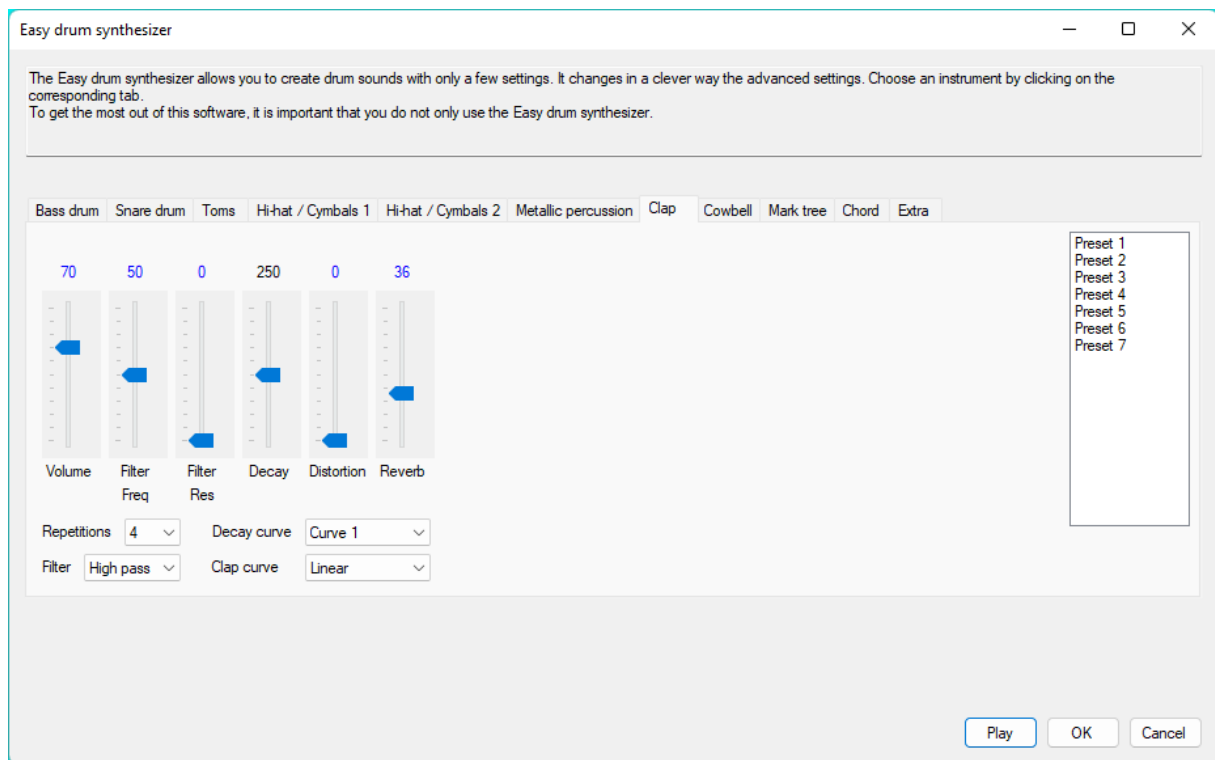 Easy drum synthesizer
The Easy drum synthesizer allows you to create drum sounds with only a few settings. It changes in a clever way the advanced settings. Choose an instrument by clicking on the
corresponding tab.
To get the most out of this software, it is important that you do not only use the Easy drum synthesizer.
Bass drum Snare drum Toms Hi-hat / Cymbals 1 Hi-hat / Cymbals 2 Metallic percussion Clap Cowbell Mark tree Chord Extra
70 50 0 250 0 36
Volume Filter Freq Filter Res Decay Distortion Reverb
Repetitions 4 Decay curve Curve 1
Filter High pass Clap curve Linear
Preset 1
Preset 2
Preset 3
Preset 4
Preset 5
Preset 6
Preset 7
Play OK Cancel